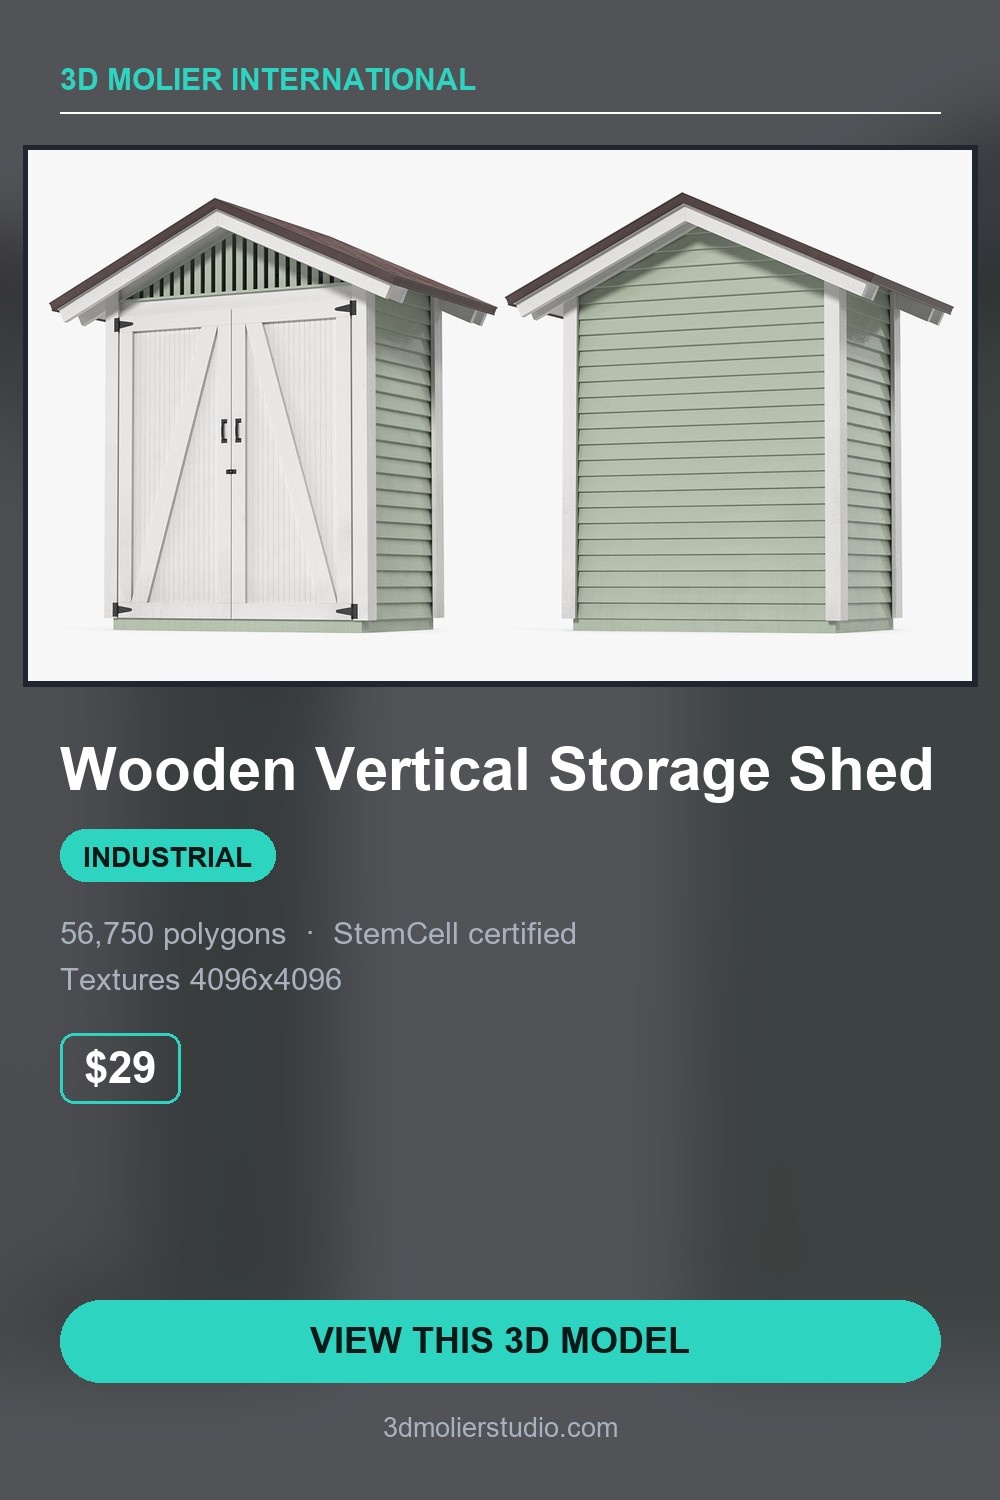 3D MOLIER INTERNATIONAL
Wooden Vertical Storage Shed
INDUSTRIAL
56,750 polygons · StemCell certified
Textures 4096x4096
$29
VIEW THIS 3D MODEL
3dmolierstudio.com